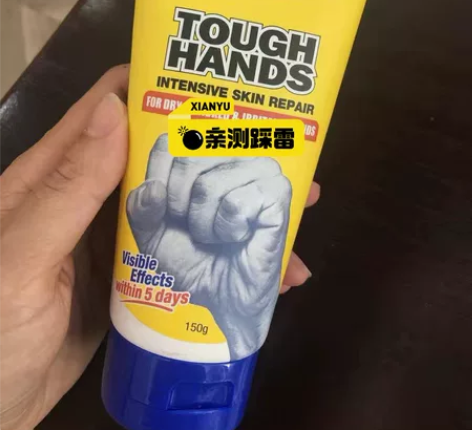 TOUGH
HANDS
INTENSIVE SKIN REPAIR
FOR DRY
XIANYU
亲测踩雷
Visible
Effects
within 5 days
150g